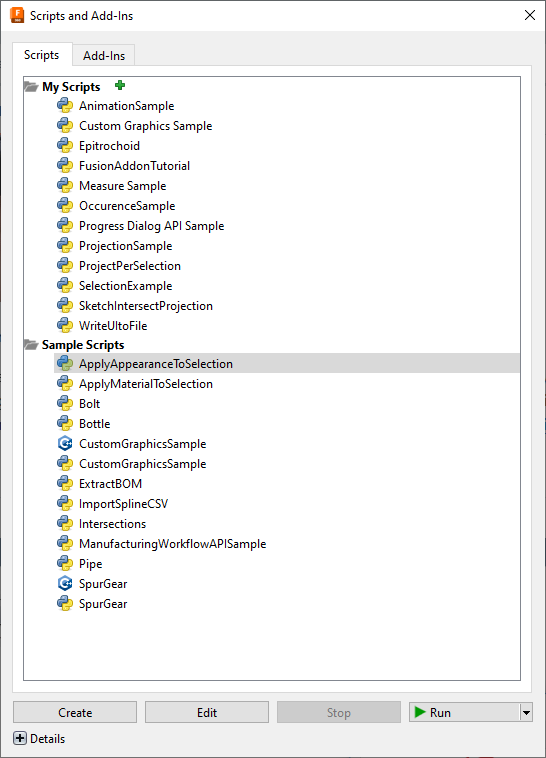 Scripts and Add-Ins
Scripts
Add-Ins
My Scripts
AnimationSample
Custom Graphics Sample
Epitrochoid
FusionAddonTutorial
Measure Sample
OccurenceSample
Progress Dialog API Sample
ProjectionSample
ProjectPerSelection
SelectionExample
SketchIntersectProjection
WriteUItoFile
Sample Scripts
ApplyAppearanceToSelection
ApplyMaterialToSelection
Bolt
Bottle
CustomGraphicsSample
CustomGraphicsSample
ExtractBOM
ImportSplineCSV
Intersections
ManufacturingWorkflowAPISample
Pipe
SpurGear
SpurGear
Create
Edit
Stop
Run
Details